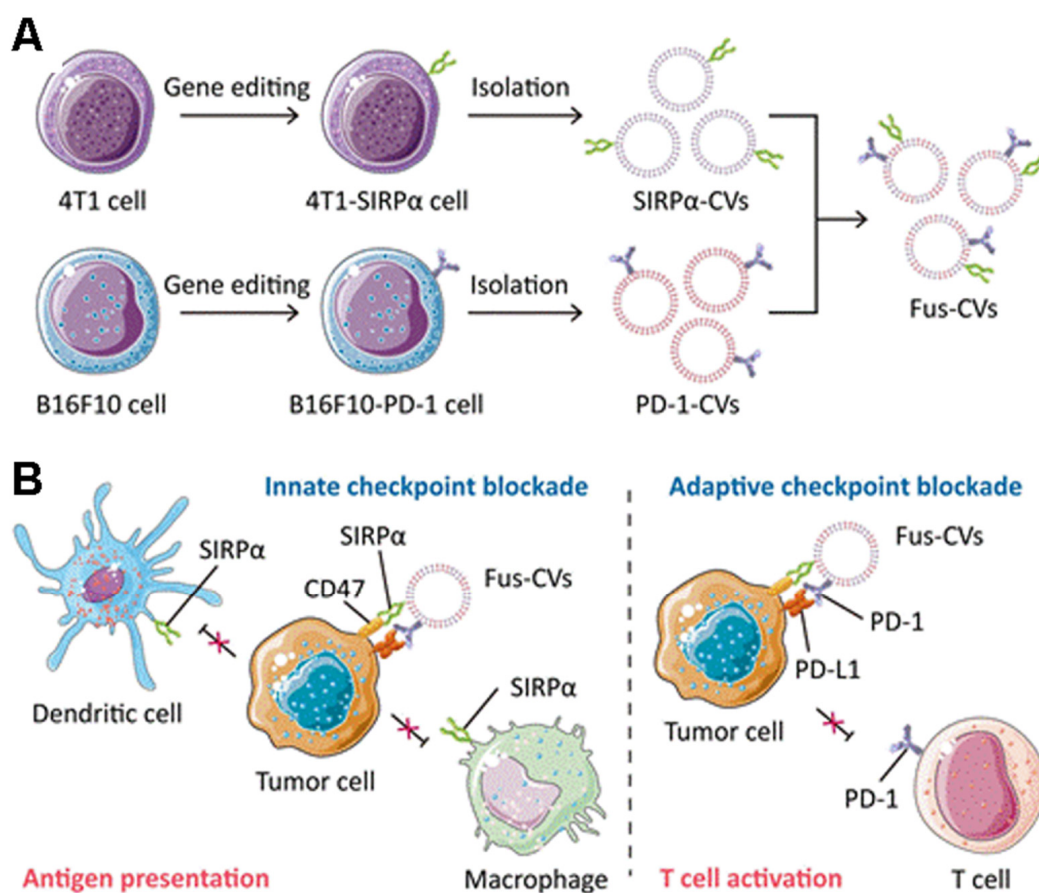 A
Gene editing
Isolation
4T1 cell
4T1-SIRPα cell
SIRPα-CVs
Gene editing
Isolation
Fus-CVs
B16F10 cell
B16F10-PD-1 cell
PD-1-CVs
B
Innate checkpoint blockade
Adaptive checkpoint blockade
SIRPα
SIRPα
CD47
Fus-CVs
Fus-CVs
PD-1
PD-L1
Dendritic cell
SIRPα
Tumor cell
Tumor cell
PD-1
Antigen presentation
Macrophage
T cell activation
T cell